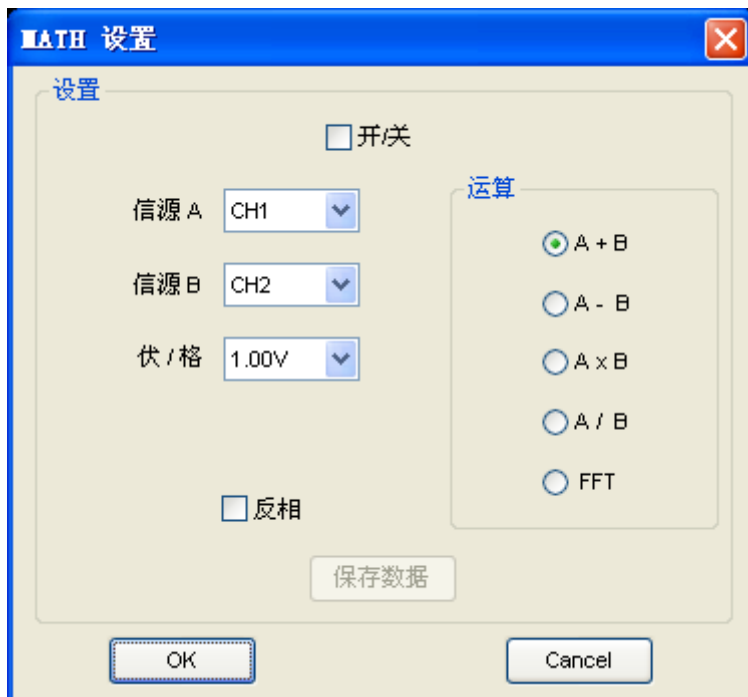 MATH 设置
设置
开/关
信源 A
CH1
信源 B
CH2
伏 / 格
1.00V
反相
运算
A + B
A - B
A x B
A / B
FFT
保存数据
OK
Cancel